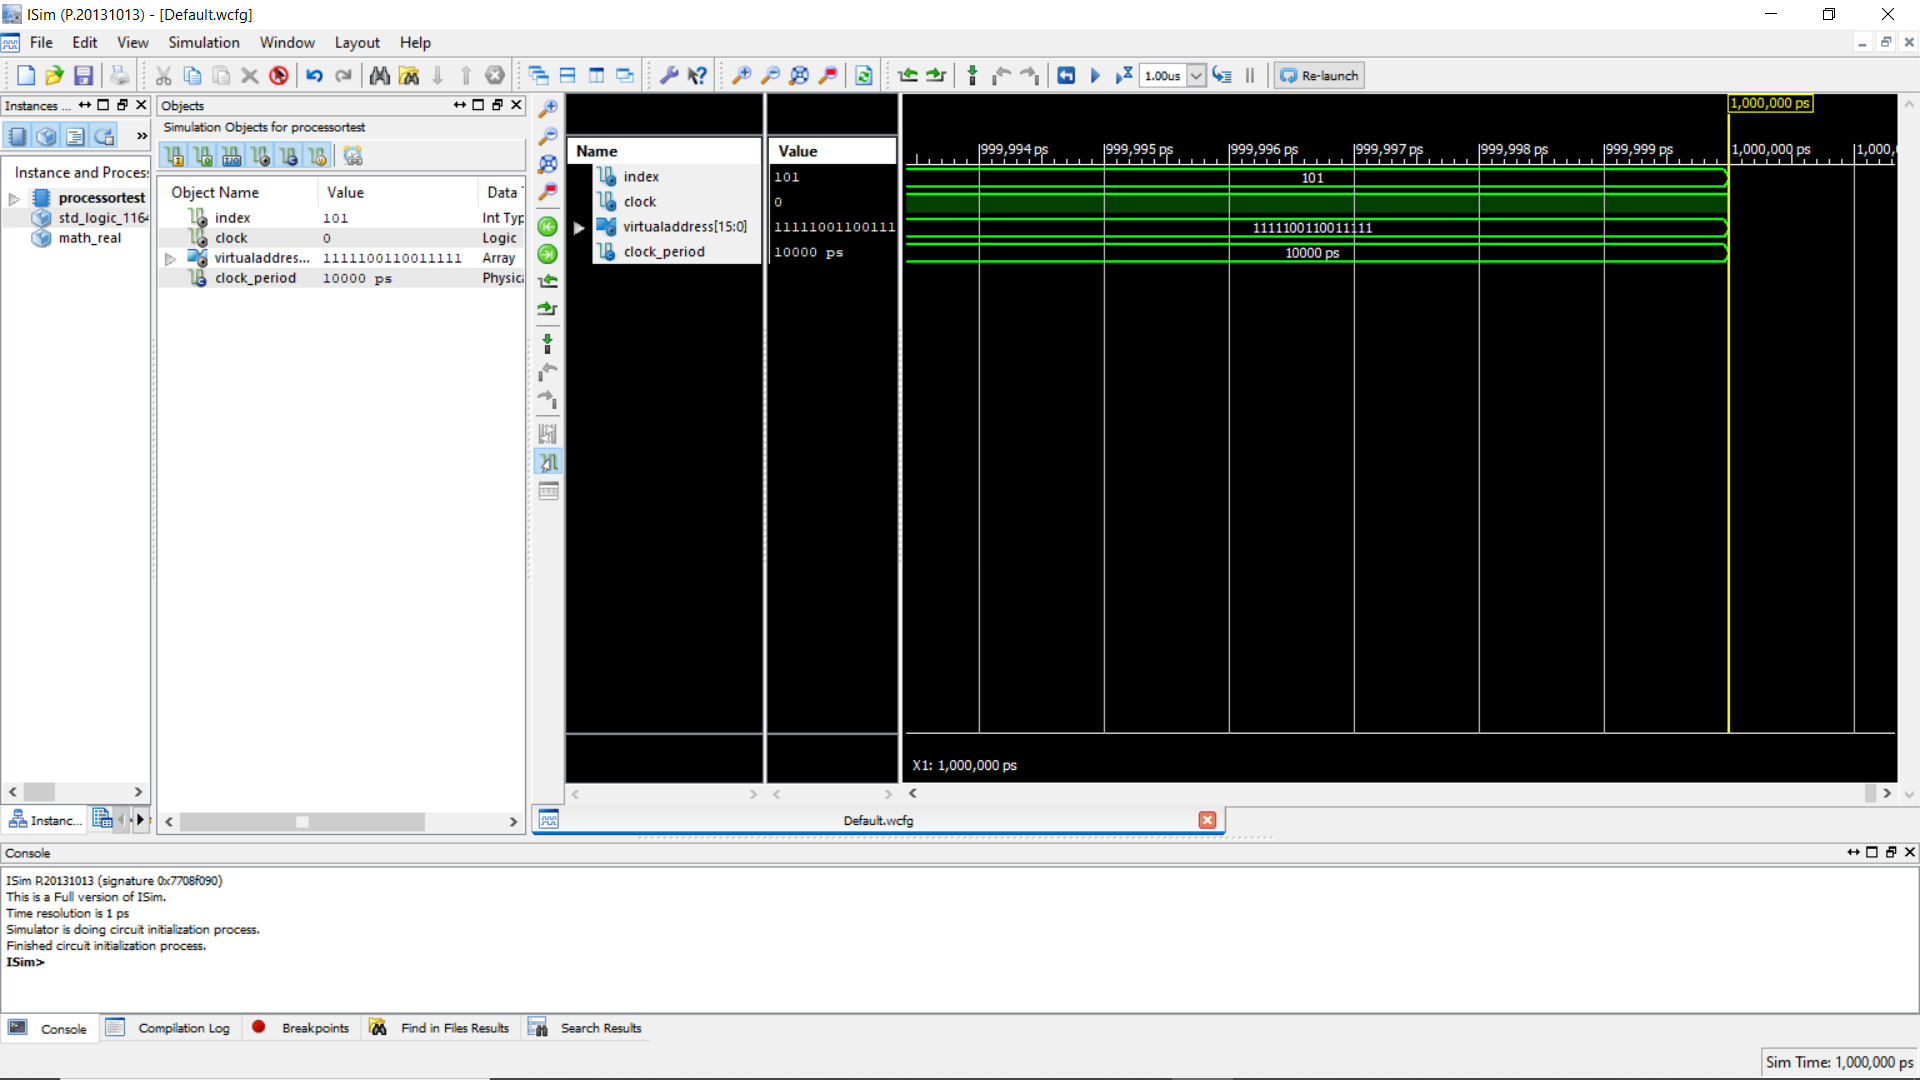 ISim (P.20131013) - [Default.wcfg]
File Edit View Simulation Window Layout Help
1.00us Re-launch
Instances ...
Instance and Process
processortest
std_logic_1164
math_real
Instanc...
Objects
Simulation Objects for processortest
Object Name Value Data
index 101 Int Typ
clock 0 Logic
virtualaddres... 1111100110011111 Array
clock_period 10000 ps Physic
Name Value
index 101
clock 0
virtualaddress[15:0] 11111001100111
clock_period 10000 ps
1,000,000 ps
999,994 ps 999,995 ps 999,996 ps 999,997 ps 999,998 ps 999,999 ps 1,000,000 ps 1,000,
101
1111100110011111
10000 ps
X1: 1,000,000 ps
Default.wcfg
Console
ISim P.20131013 (signature 0x7708f090)
This is a Full version of ISim.
Time resolution is 1 ps
Simulator is doing circuit initialization process.
Finished circuit initialization process.
ISim>
Console Compilation Log Breakpoints Find in Files Results Search Results
Sim Time: 1,000,000 ps